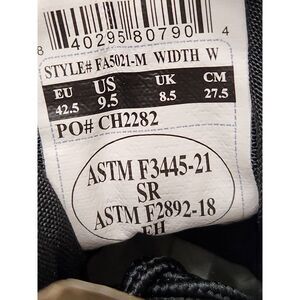 8 40295 80790 4
STYLE# FA5021-M WIDTH W
EU US UK CM
42.5 9.5 8.5 27.5
PO# CH2282
ASTM F3445-21
SR
ASTM F2892-18
EH